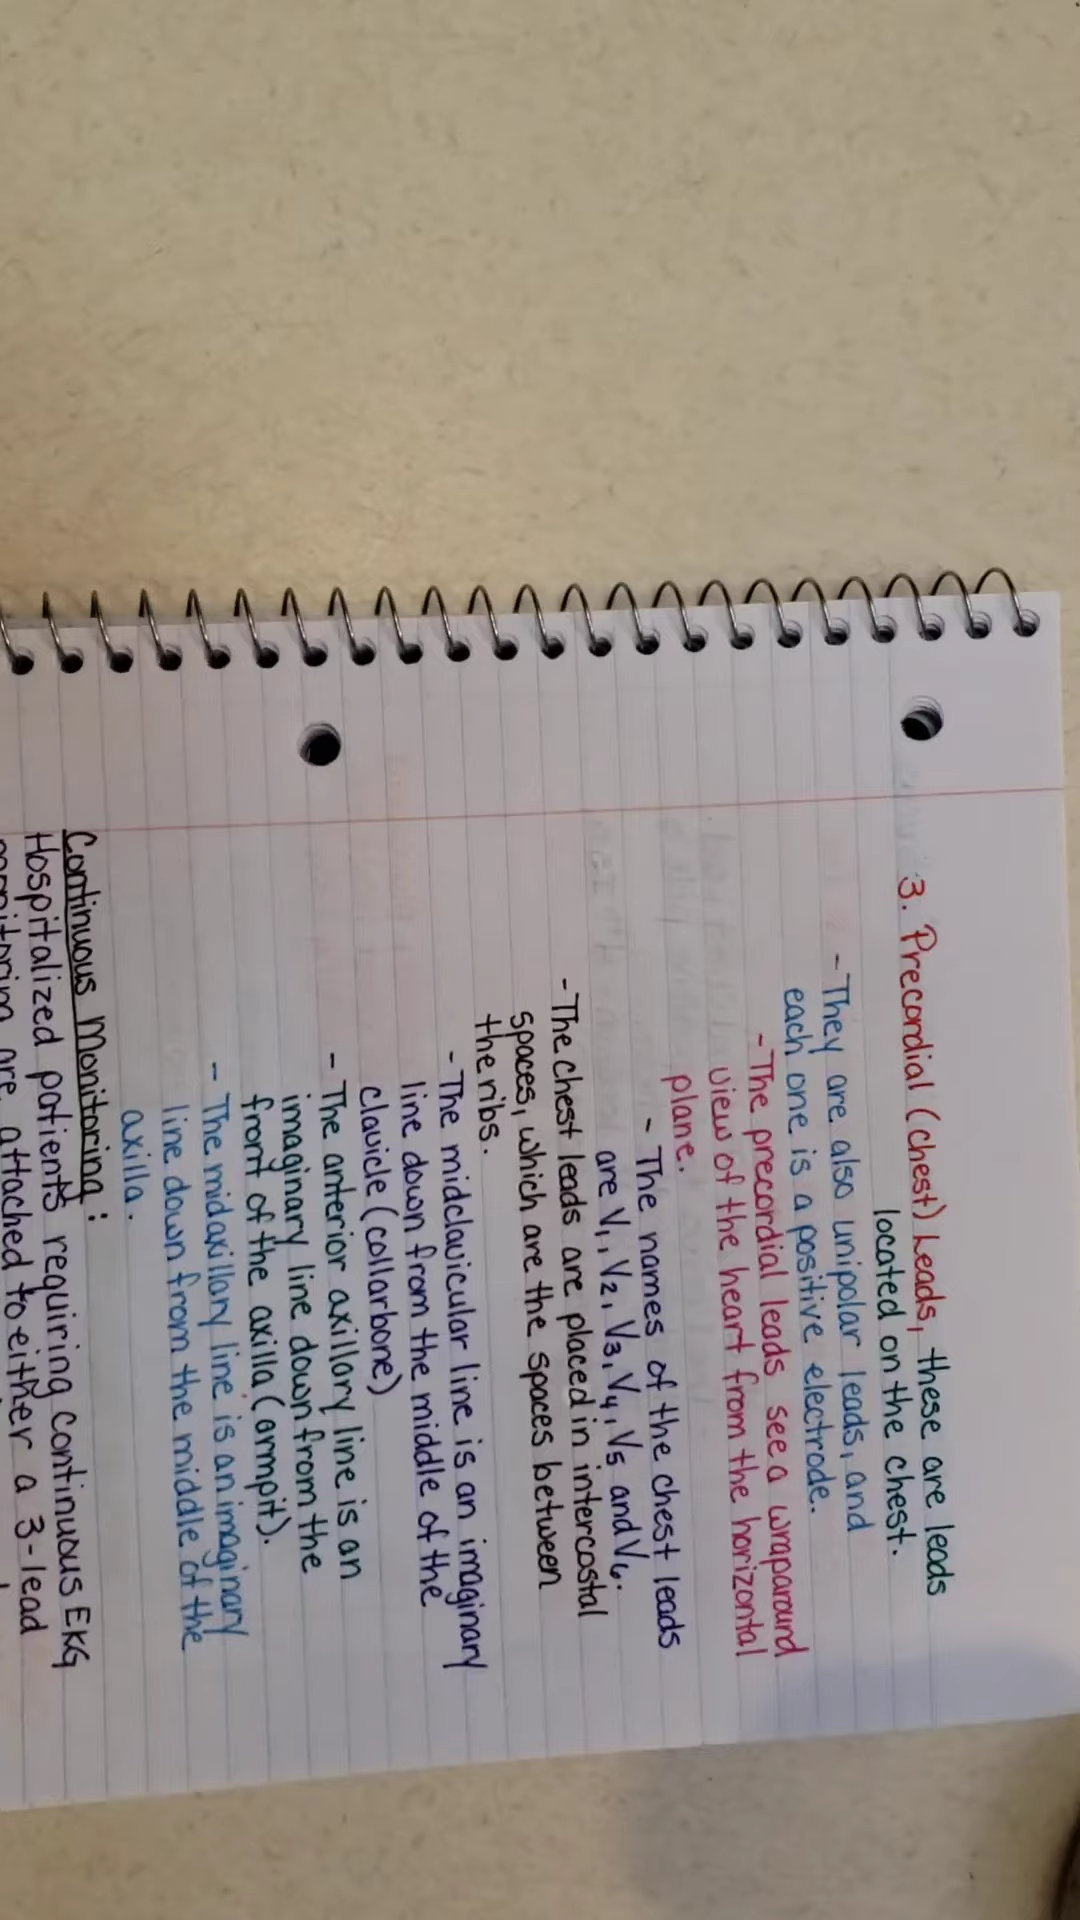 3. Precordial (chest) Leads, these are leads
located on the chest.
- They are also unipolar leads, and
each one is a positive electrode.
- The precordial leads see a wraparound
view of the heart from the horizontal
plane.
- The names of the chest leads
are V1, V2, V3, V4, V5 and V6.
- The chest leads are placed in intercostal
spaces, which are the spaces between
the ribs.
- The midclavicular line is an imaginary
line down from the middle of the
clavicle (collarbone)
- The anterior axillary line is an
imaginary line down from the
front of the axilla (armpit).
- The midaxillary line is an imaginary
line down from the middle of the
axilla.
Continuous Monitoring:
Hospitalized patients requiring continuous EKG
are attached to either a 3-lead